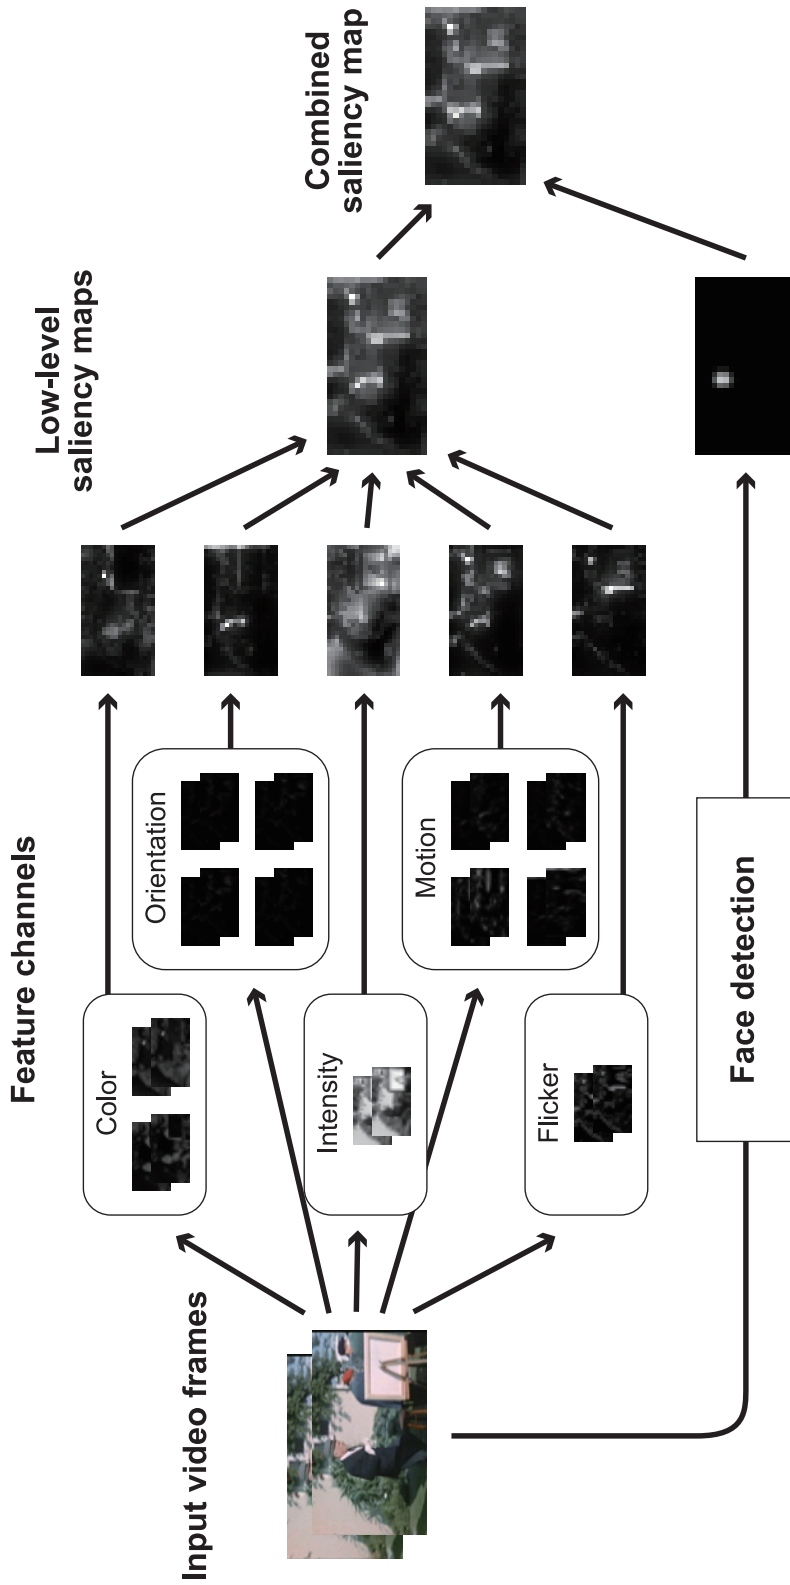 Input video frames
Feature channels
Color
Orientation
Intensity
Motion
Flicker
Face detection
Low-level
saliency maps
Combined
saliency map